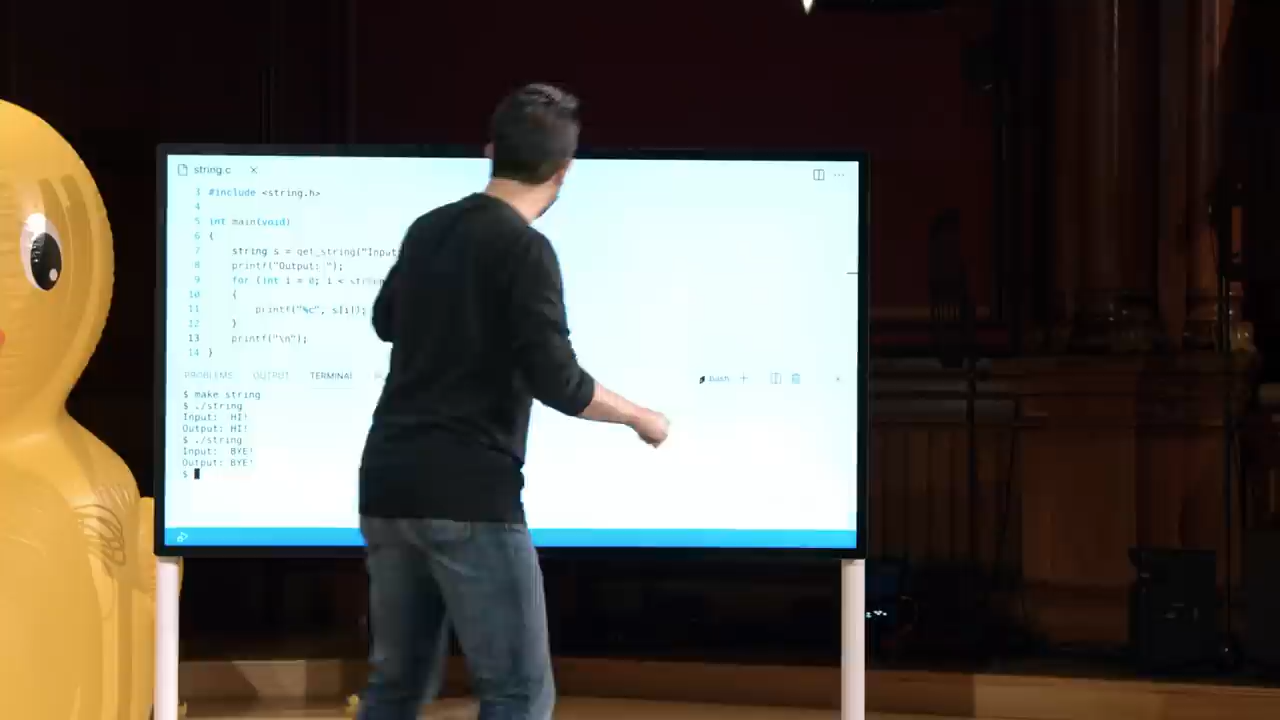 string.c
3 #include <string.h>
4
5 int main(void)
6 {
7 string s = get_string("Input:
8 printf("Output: ");
9 for (int i = 0; i < strlen
10 {
11 printf("%c", s[i]);
12 }
13 printf("\n");
14 }
PROBLEMS OUTPUT TERMINAL bash
$ make string
$ ./string
Input: HI!
Output: HI!
$ ./string
Input: BYE!
Output: BYE!
$